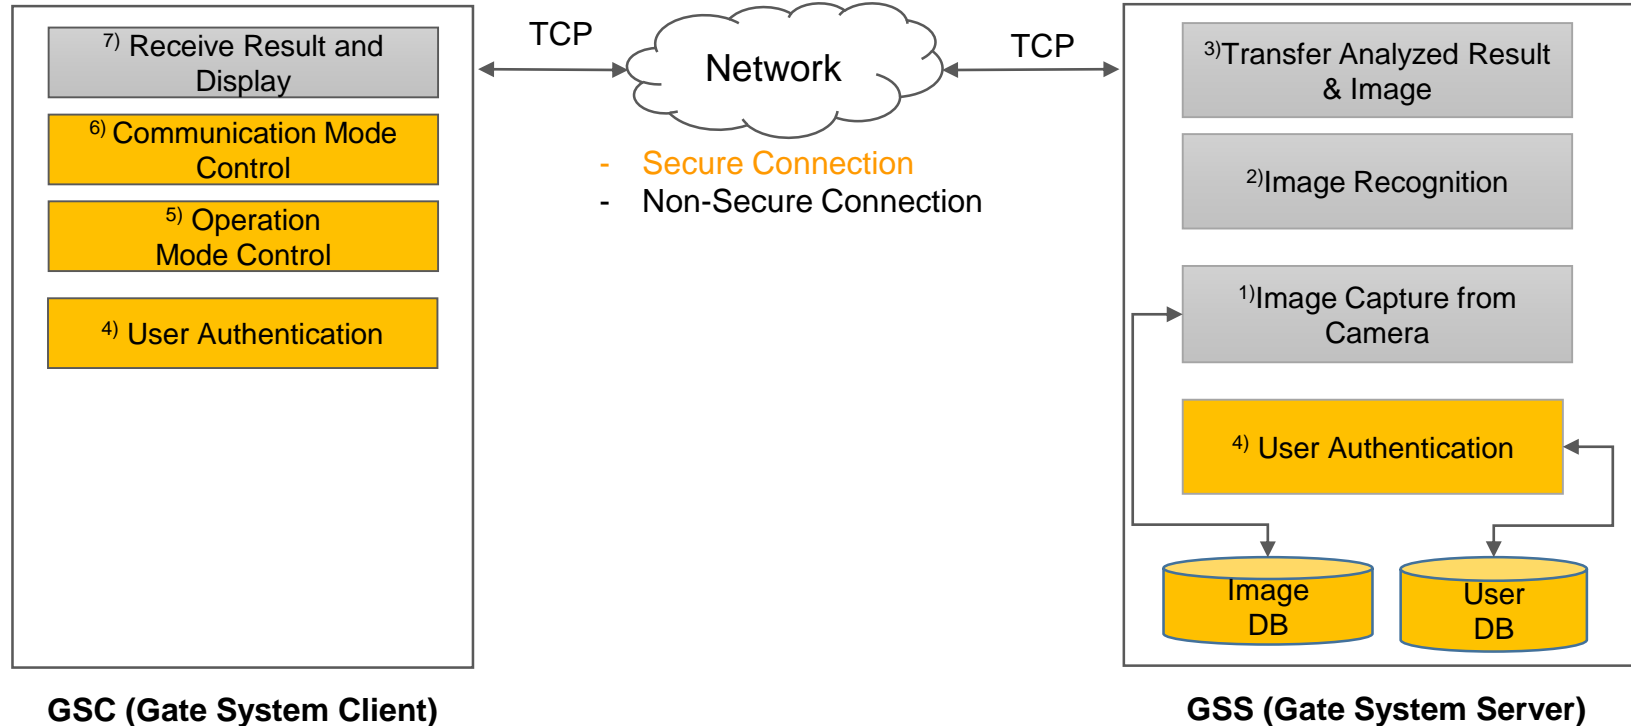 7) Receive Result and
Display
6) Communication Mode
Control
5) Operation
Mode Control
4) User Authentication
GSC (Gate System Client)
TCP
Network
TCP
- Secure Connection
- Non-Secure Connection
3)Transfer Analyzed Result
& Image
2)Image Recognition
1)Image Capture from
Camera
4) User Authentication
Image
DB
User
DB
GSS (Gate System Server)